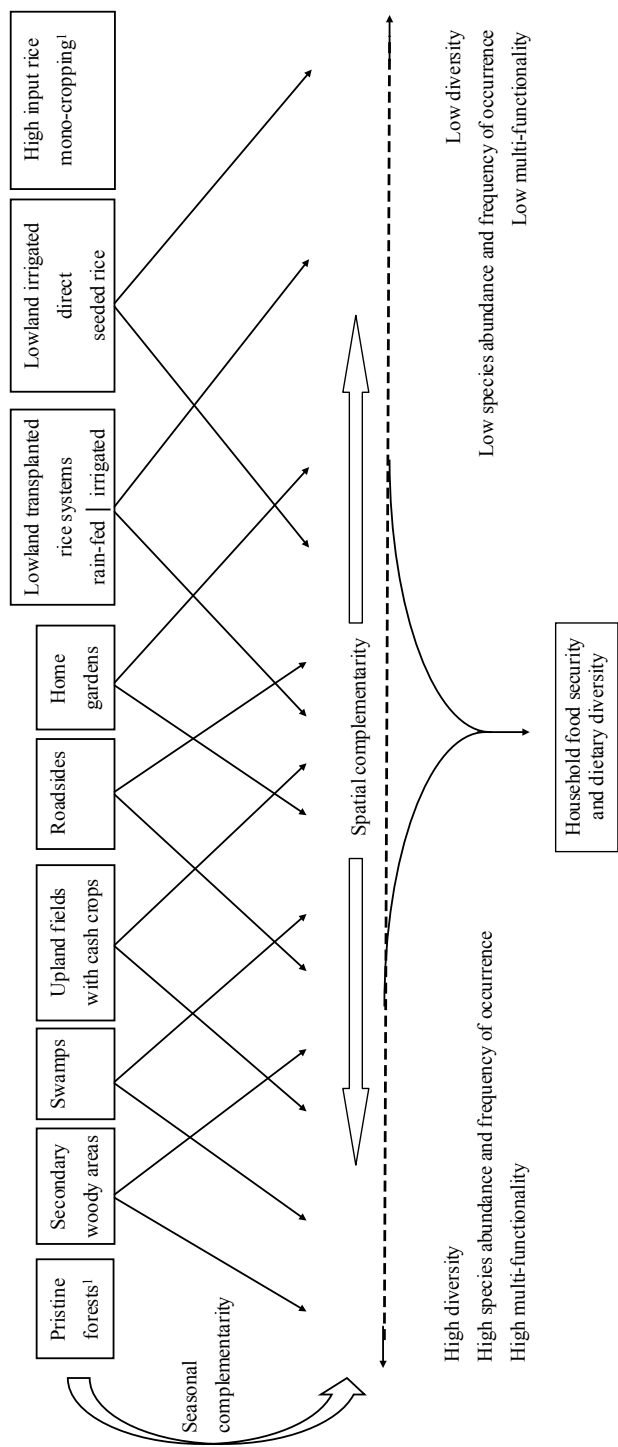 Pristine
forests¹
Secondary
woody areas
Swamps
Upland fields
with cash crops
Roadsides
Home
gardens
Lowland transplanted
rice systems
rain-fed | irrigated
Lowland irrigated
direct
seeded rice
High input rice
mono-cropping¹
Seasonal
complementarity
Spatial complementarity
High diversity
High species abundance and frequency of occurrence
High multi-functionality
Low diversity
Low species abundance and frequency of occurrence
Low multi-functionality
Household food security
and dietary diversity